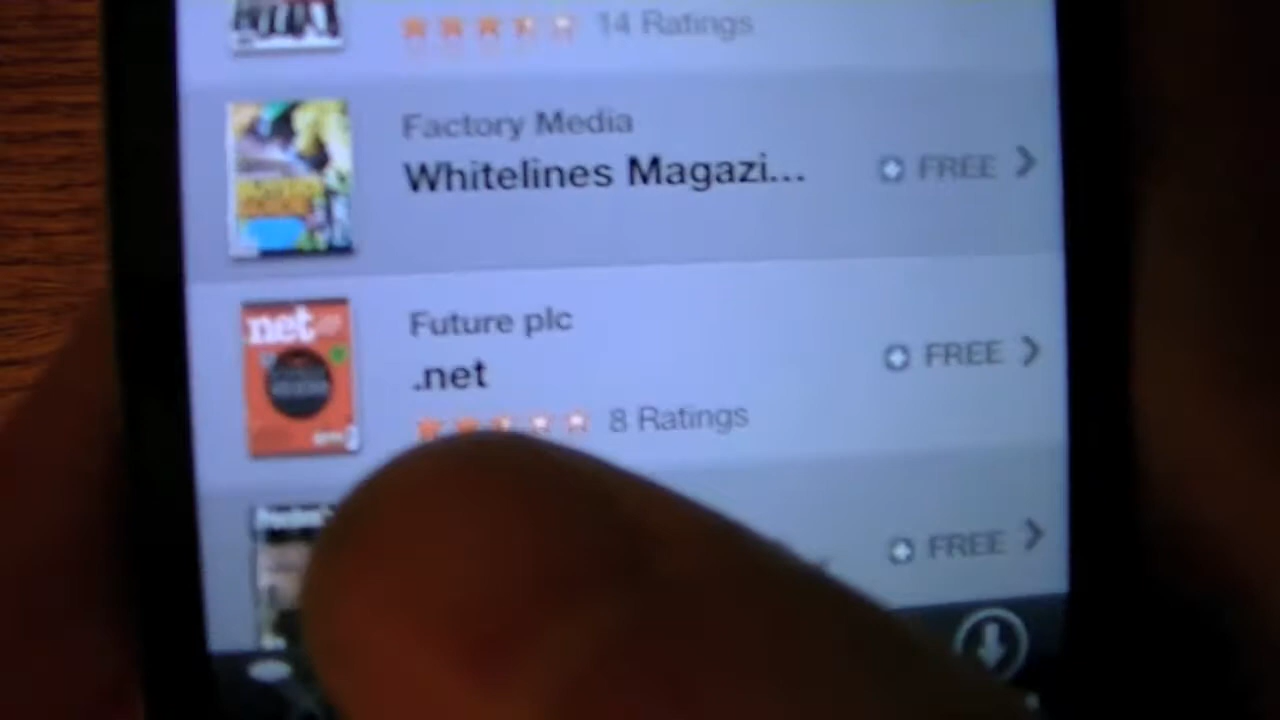 14 Ratings
Factory Media
Whitelines Magazi...
FREE
net
Future plc
.net
FREE
8 Ratings
FREE